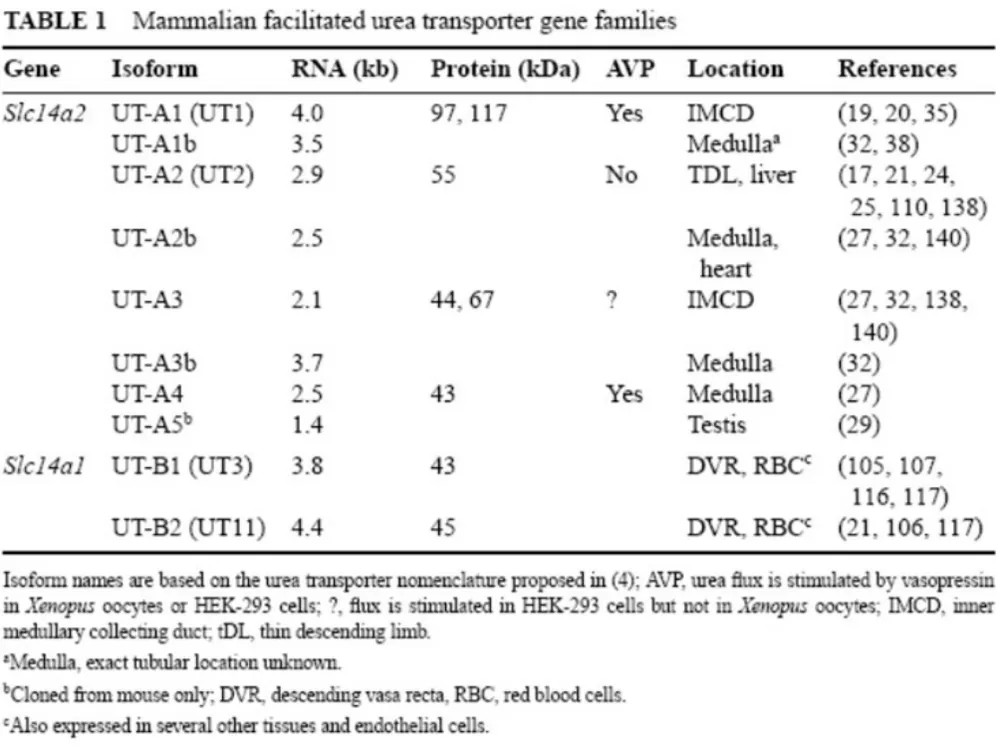 TABLE 1 Mammalian facilitated urea transporter gene families
Gene Isoform RNA (kb) Protein (kDa) AVP Location References
Slc14a2 UT-A1 (UT1) 4.0 97, 117 Yes IMCD (19, 20, 35)
UT-A1b 3.5 Medullaᵃ (32, 38)
UT-A2 (UT2) 2.9 55 No TDL, liver (17, 21, 24,
25, 110, 138)
UT-A2b 2.5 Medulla, (27, 32, 140)
heart
UT-A3 2.1 44, 67 ? IMCD (27, 32, 138,
140)
UT-A3b 3.7 Medulla (32)
UT-A4 2.5 43 Yes Medulla (27)
UT-A5ᵇ 1.4 Testis (29)
Slc14a1 UT-B1 (UT3) 3.8 43 DVR, RBCᶜ (105, 107,
116, 117)
UT-B2 (UT11) 4.4 45 DVR, RBCᶜ (21, 106, 117)
Isoform names are based on the urea transporter nomenclature proposed in (4); AVP, urea flux is stimulated by vasopressin
in Xenopus oocytes or HEK-293 cells; ?, flux is stimulated in HEK-293 cells but not in Xenopus oocytes; IMCD, inner
medullary collecting duct; tDL, thin descending limb.
ᵃMedulla, exact tubular location unknown.
ᵇCloned from mouse only; DVR, descending vasa recta, RBC, red blood cells.
ᶜAlso expressed in several other tissues and endothelial cells.